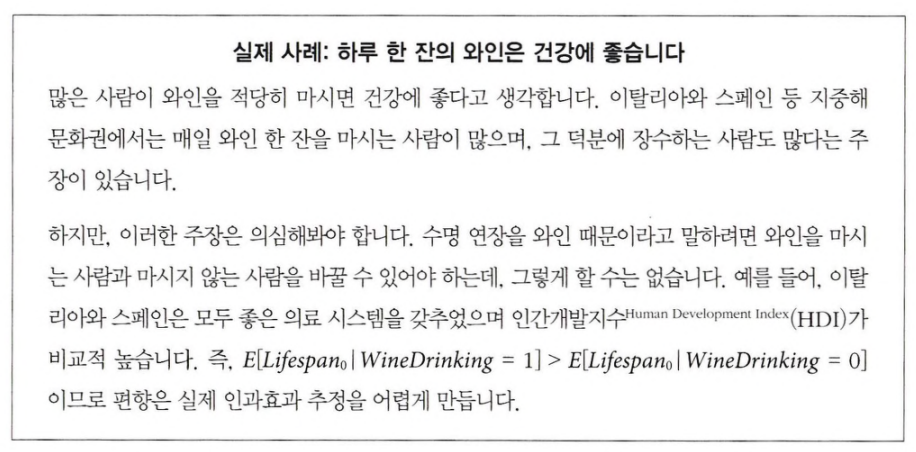 실제 사례: 하루 한 잔의 와인은 건강에 좋습니다
많은 사람이 와인을 적당히 마시면 건강에 좋다고 생각합니다. 이탈리아와 스페인 등 지중해
문화권에서는 매일 와인 한 잔을 마시는 사람이 많으며, 그 덕분에 장수하는 사람도 많다는 주
장이 있습니다.
하지만, 이러한 주장은 의심해봐야 합니다. 수명 연장을 와인 때문이라고 말하려면 와인을 마시
는 사람과 마시지 않는 사람을 바꿀 수 있어야 하는데, 그렇게 할 수는 없습니다. 예를 들어, 이탈
리아와 스페인은 모두 좋은 의료 시스템을 갖추었으며 인간개발지수Human Development Index(HDI)가
비교적 높습니다. 즉, E[Lifespan₀|WineDrinking = 1] > E[Lifespan₀|WineDrinking = 0]
이므로 편향은 실제 인과효과 추정을 어렵게 만듭니다.